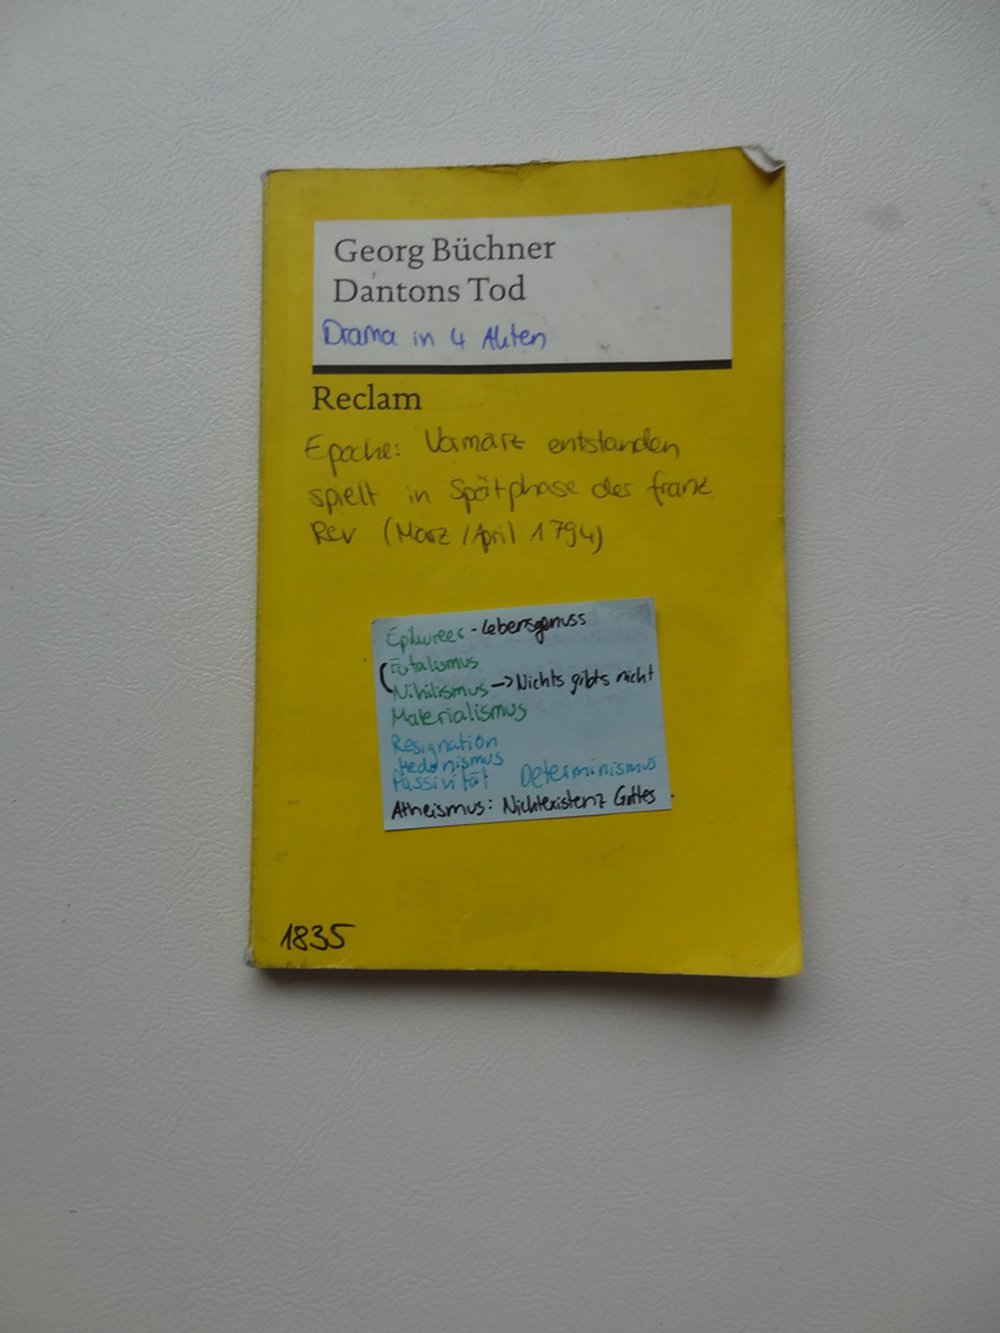 Georg Büchner
Dantons Tod
Drama in 4 Akten
Reclam
Epoche: Vormärz entstanden
spielt in Spätphase der franz.
Rev (März / April 1794)
Epikureer - Lebensgenuss
Fatalismus
Nihilismus -> Nichts gibts nicht
Materialismus
Resignation
Hedonismus
Passivität Determinismus
Atheismus: Nichtexistenz Gottes.
1835